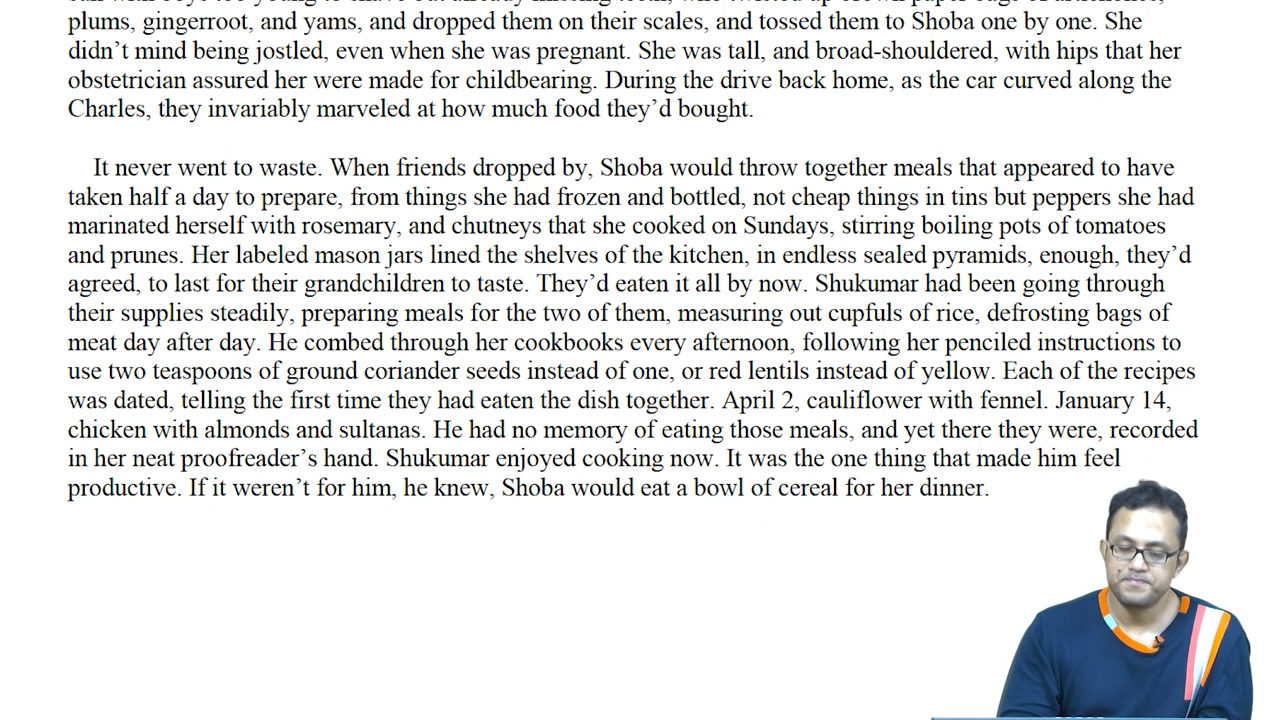 plums, gingerroot, and yams, and dropped them on their scales, and tossed them to Shoba one by one. She
didn’t mind being jostled, even when she was pregnant. She was tall, and broad-shouldered, with hips that her
obstetrician assured her were made for childbearing. During the drive back home, as the car curved along the
Charles, they invariably marveled at how much food they’d bought.
It never went to waste. When friends dropped by, Shoba would throw together meals that appeared to have
taken half a day to prepare, from things she had frozen and bottled, not cheap things in tins but peppers she had
marinated herself with rosemary, and chutneys that she cooked on Sundays, stirring boiling pots of tomatoes
and prunes. Her labeled mason jars lined the shelves of the kitchen, in endless sealed pyramids, enough, they’d
agreed, to last for their grandchildren to taste. They’d eaten it all by now. Shukumar had been going through
their supplies steadily, preparing meals for the two of them, measuring out cupfuls of rice, defrosting bags of
meat day after day. He combed through her cookbooks every afternoon, following her penciled instructions to
use two teaspoons of ground coriander seeds instead of one, or red lentils instead of yellow. Each of the recipes
was dated, telling the first time they had eaten the dish together. April 2, cauliflower with fennel. January 14,
chicken with almonds and sultanas. He had no memory of eating those meals, and yet there they were, recorded
in her neat proofreader’s hand. Shukumar enjoyed cooking now. It was the one thing that made him feel
productive. If it weren’t for him, he knew, Shoba would eat a bowl of cereal for her dinner.